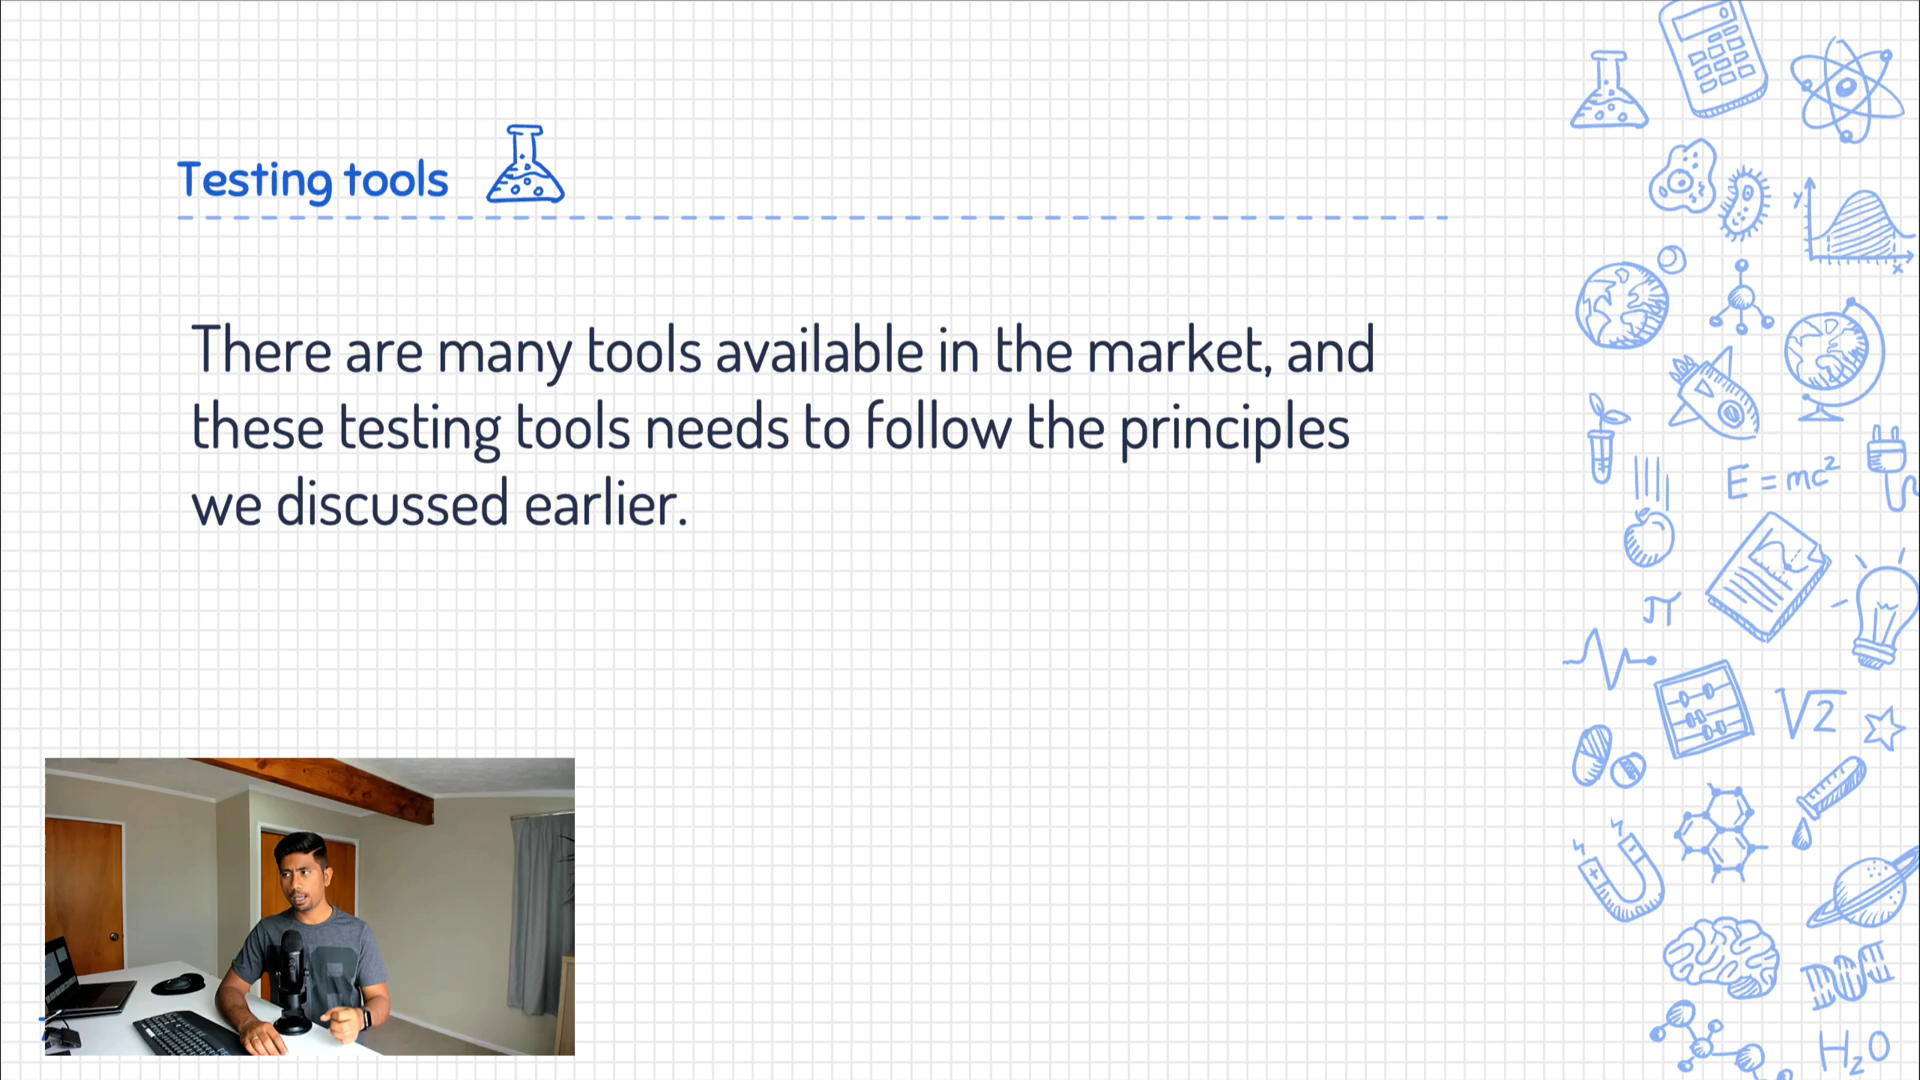 Testing tools
There are many tools available in the market, and
these testing tools needs to follow the principles
we discussed earlier.
y
x
E = mc²
π
√2
H₂O